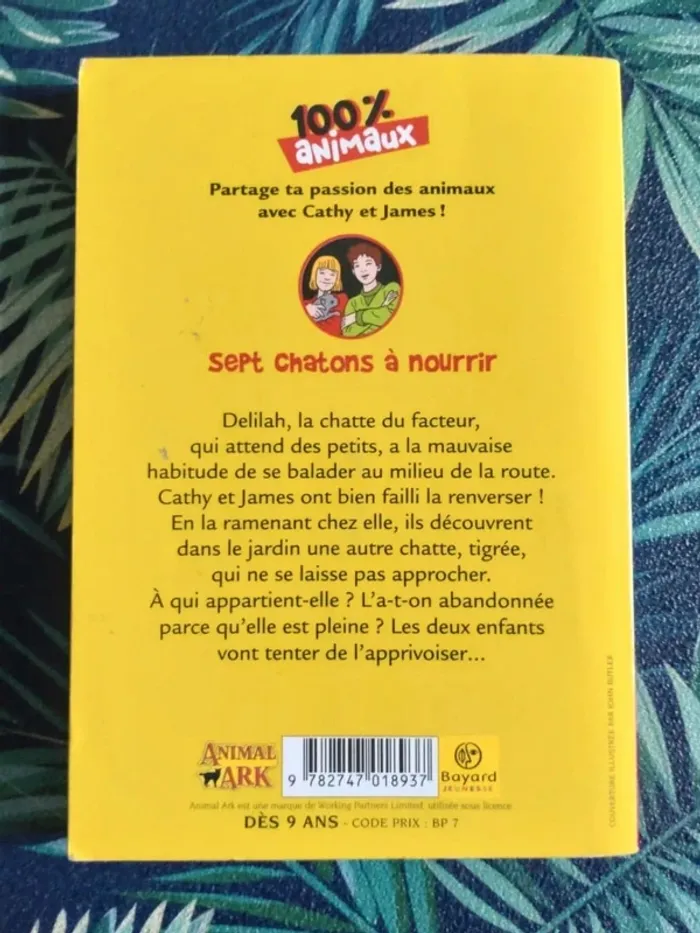 100%
animaux
Partage ta passion des animaux
avec Cathy et James !
Sept chatons à nourrir
Delilah, la chatte du facteur,
qui attend des petits, a la mauvaise
habitude de se balader au milieu de la route.
Cathy et James ont bien failli la renverser !
En la ramenant chez elle, ils découvrent
dans le jardin une autre chatte, tigrée,
qui ne se laisse pas approcher.
À qui appartient-elle ? L'a-t-on abandonnée
parce qu'elle est pleine ? Les deux enfants
vont tenter de l'apprivoiser...
COUVERTURE ILLUSTRÉE PAR JOHN BUTLER
ANIMAL
ARK
9 782747 018937
Bayard
JEUNESSE
Animal Ark est une marque de Working Partners Limited, utilisée sous licence.
DÈS 9 ANS - CODE PRIX : BP 7